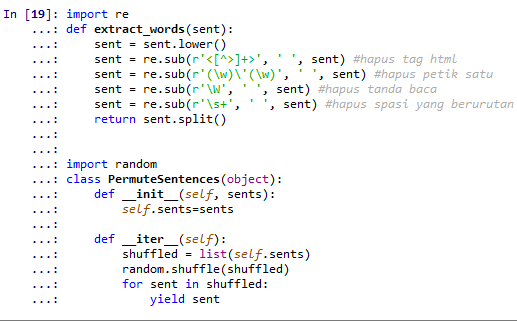 In [19]: import re
    ...: def extract_words(sent):
    ...:     sent = sent.lower()
    ...:     sent = re.sub(r'<[^>]+>', ' ', sent) #hapus tag html
    ...:     sent = re.sub(r'(\w)\'(\w)', ' ', sent) #hapus petik satu
    ...:     sent = re.sub(r'\W', ' ', sent) #hapus tanda baca
    ...:     sent = re.sub(r'\s+', ' ', sent) #hapus spasi yang berurutan
    ...:     return sent.split()
    ...:
    ...:
    ...: import random
    ...: class PermuteSentences(object):
    ...:     def __init__(self, sents):
    ...:         self.sents=sents
    ...:
    ...:     def __iter__(self):
    ...:         shuffled = list(self.sents)
    ...:         random.shuffle(shuffled)
    ...:         for sent in shuffled:
    ...:             yield sent